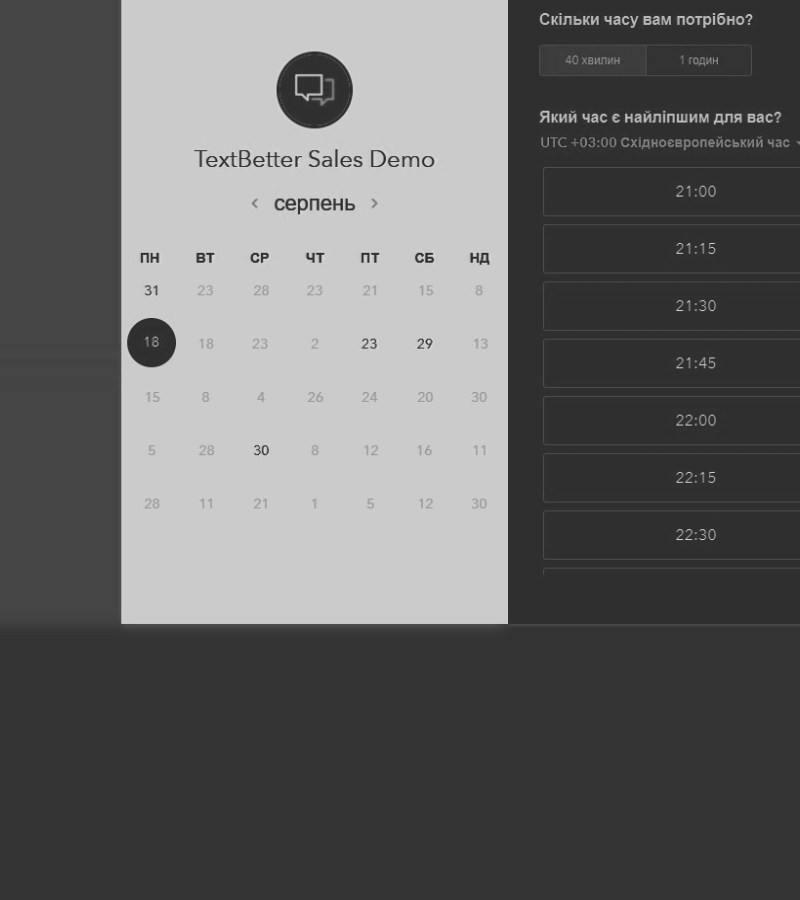 TextBetter Sales Demo
серпень
ПН ВТ СР ЧТ ПТ СБ НД
31 23 28 23 21 15 8
18 18 23 2 23 29 13
15 8 4 26 24 20 30
5 28 30 8 12 16 11
28 11 21 1 5 12 30
Скільки часу вам потрібно?
40 хвилин 1 годин
Який час є найліпшим для вас?
UTC +03:00 Східноєвропейський час
21:00
21:15
21:30
21:45
22:00
22:15
22:30